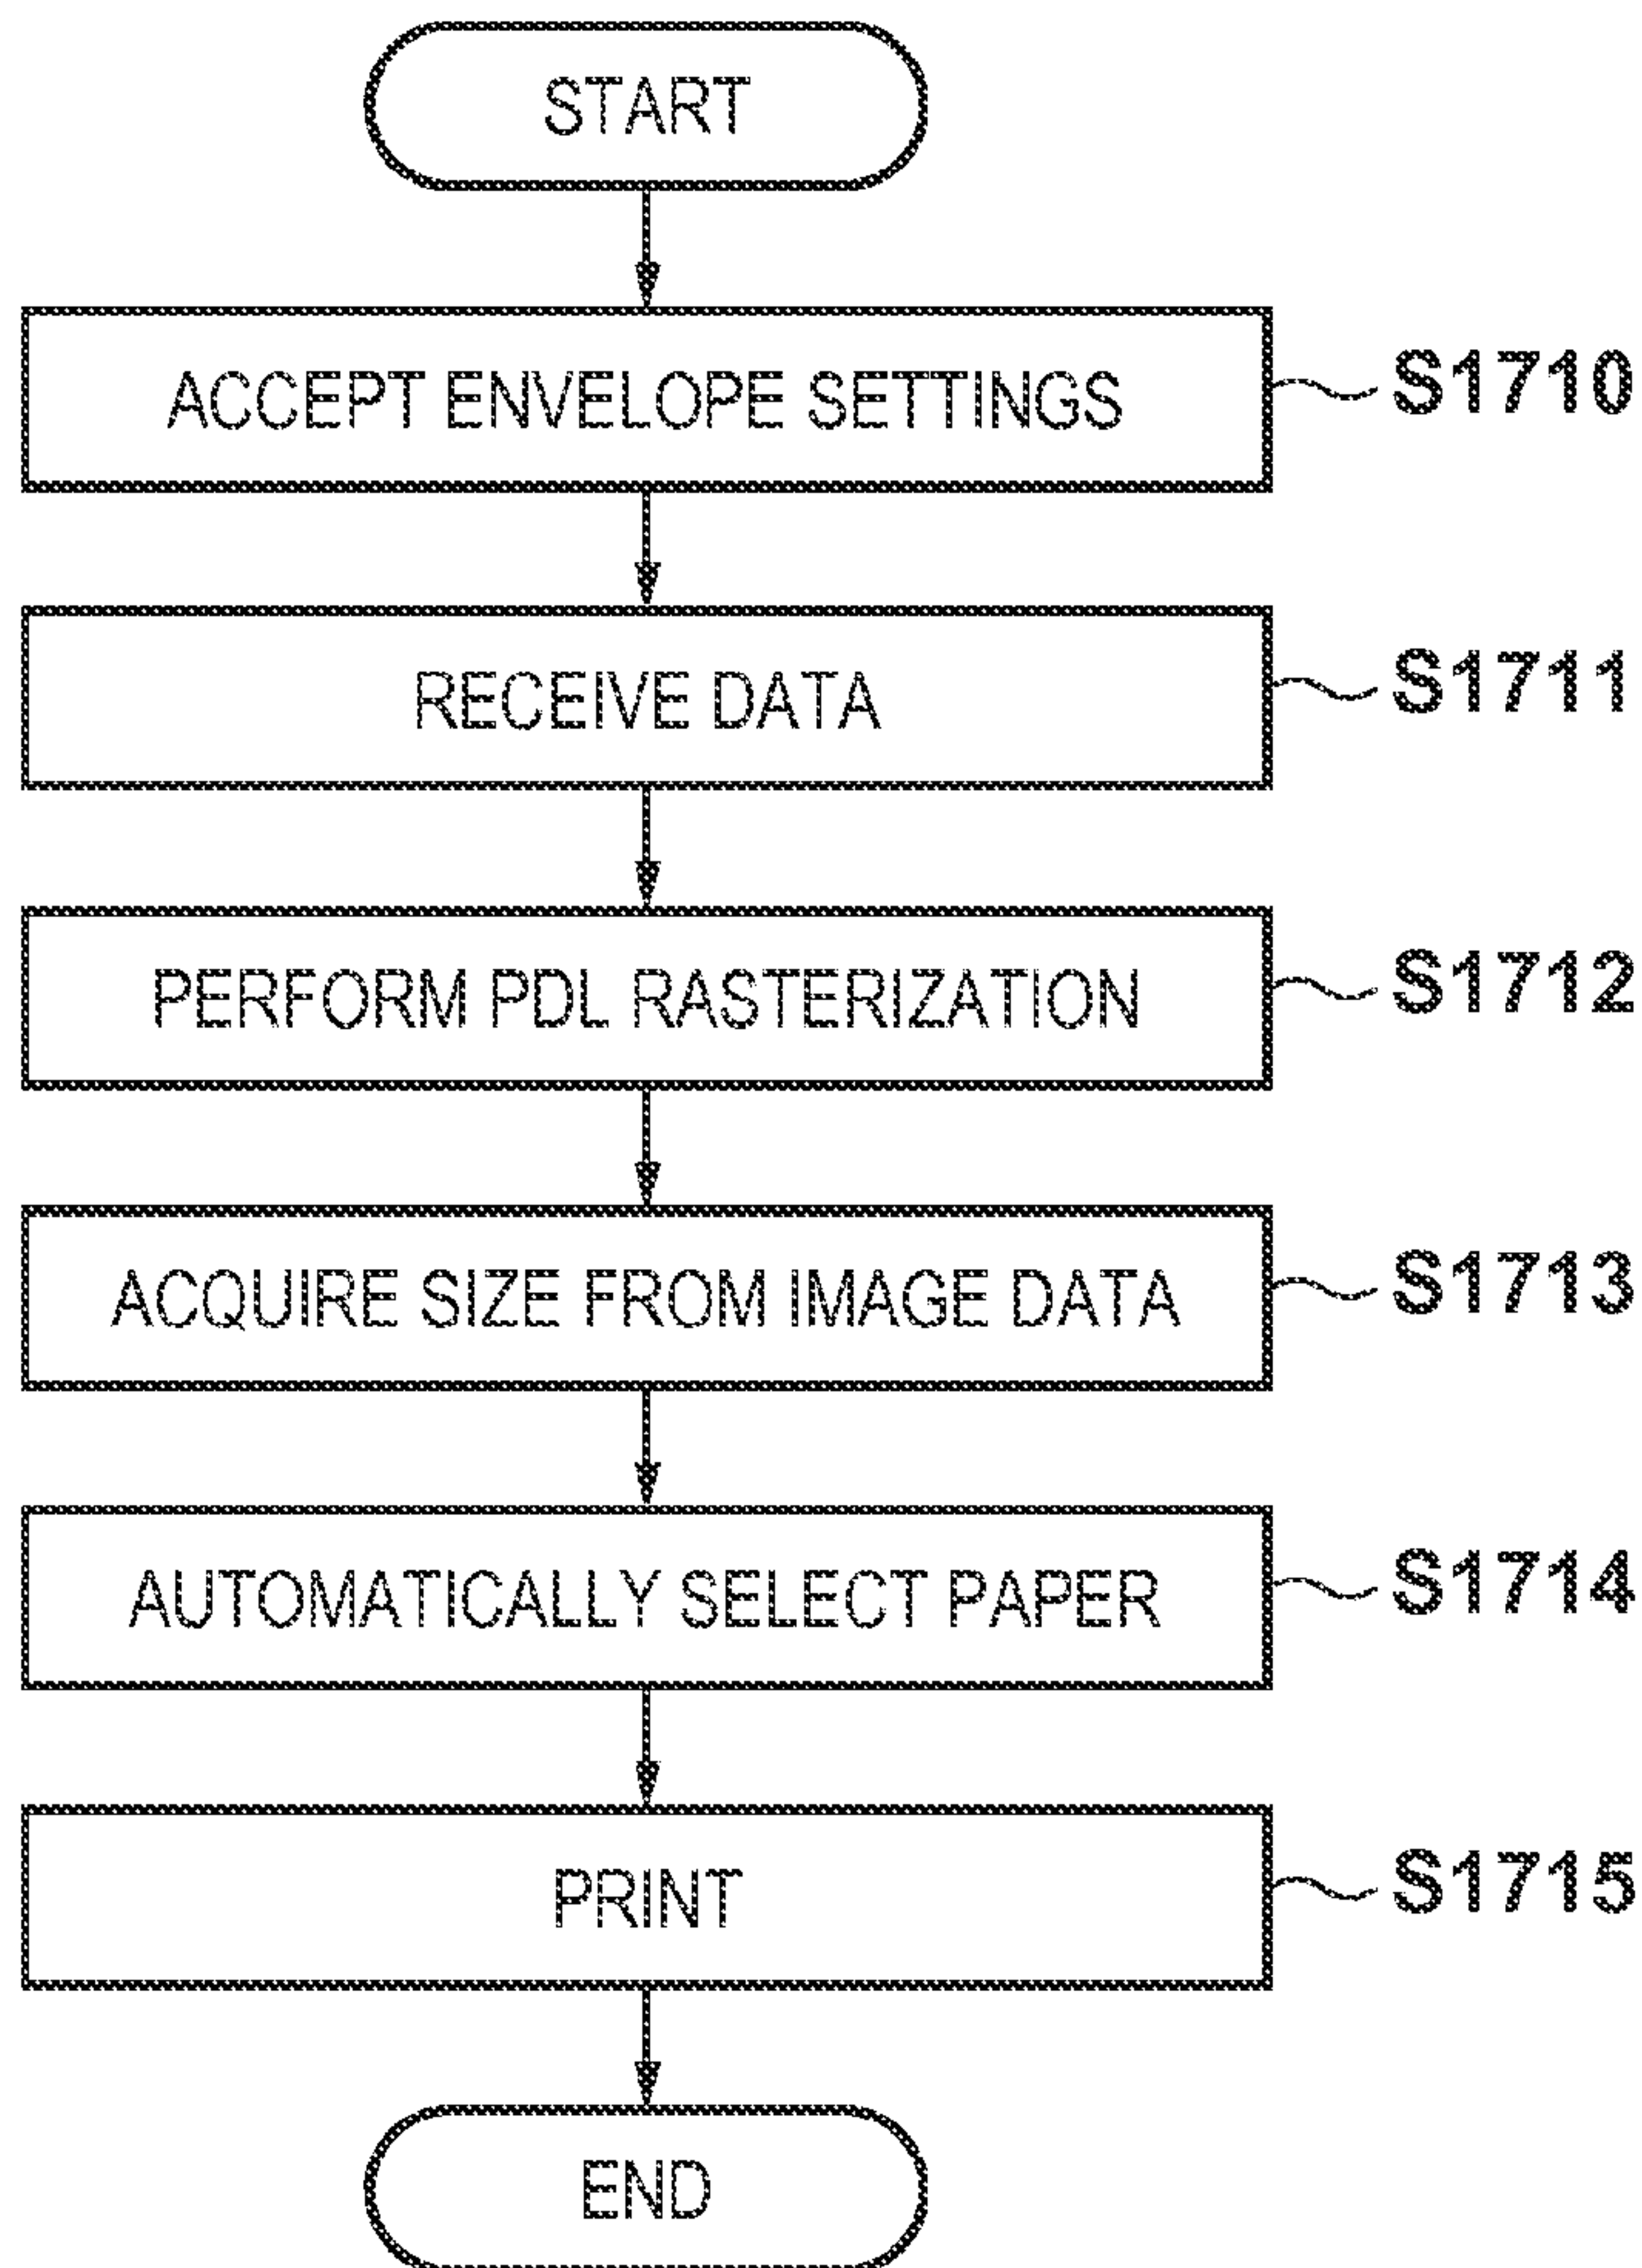 START
ACCEPT ENVELOPE SETTINGS
S1710
RECEIVE DATA
S1711
PERFORM PDL RASTERIZATION
S1712
ACQUIRE SIZE FROM IMAGE DATA
S1713
AUTOMATICALLY SELECT PAPER
S1714
PRINT
S1715
END